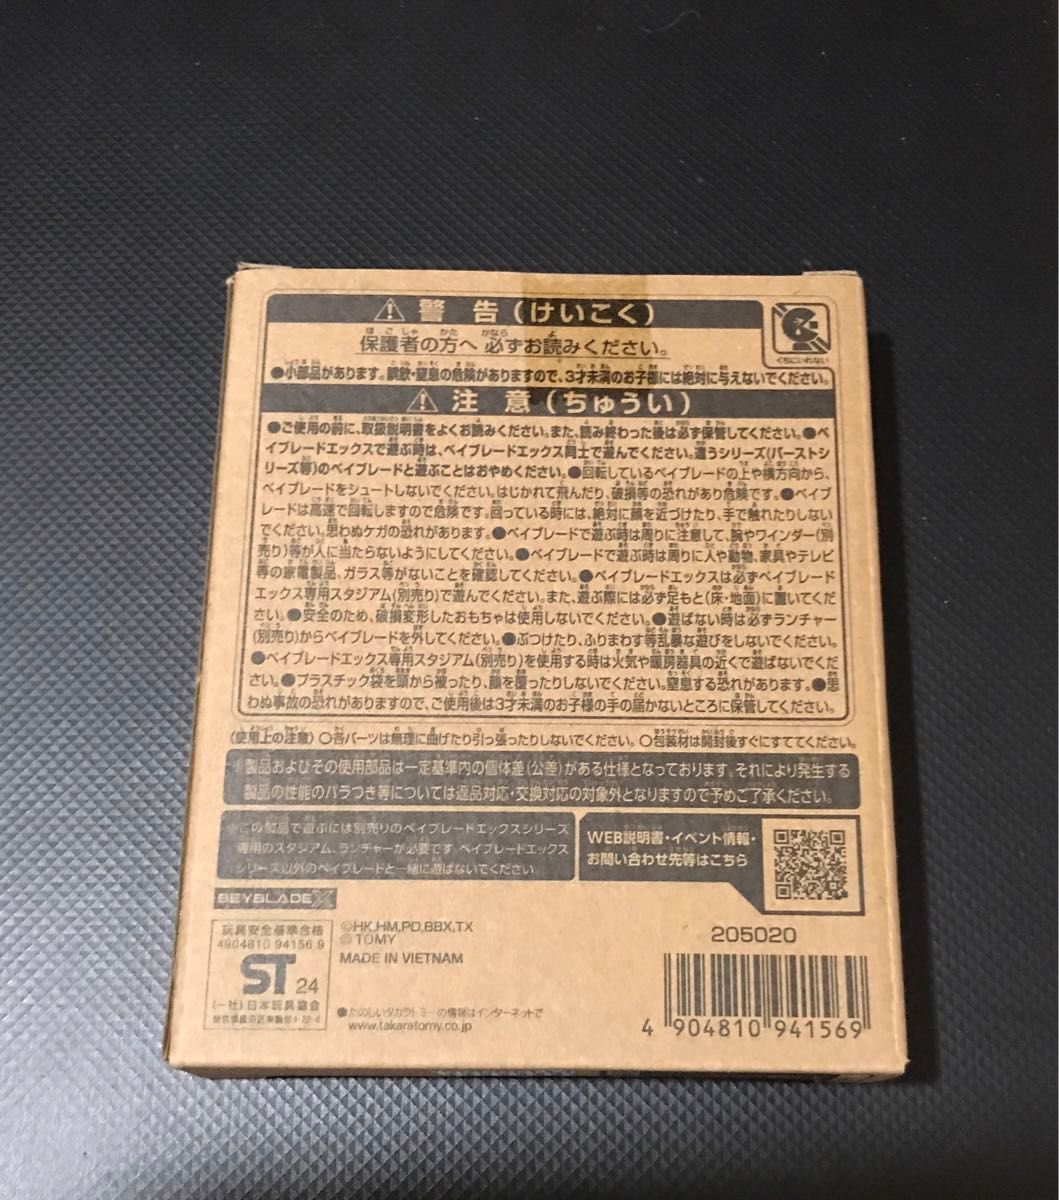 警告(けいこく)
くちにいれない
保護者の方へ 必ずお読みください。
●小部品があります。誤飲・窒息の危険がありますので、3才未満のお子様には絶対に与えないでください。
注意(ちゅうい)
●ご使用の前に、取扱説明書をよくお読みください。また、読み終わった後は必ず保管してください。●ベ
イブレードエックスで遊ぶ時は、ベイブレードエックス同士で遊んでください。違うシリーズ(バーストシ
リーズ等)のベイブレードと遊ぶことはおやめください。●回転しているベイブレードの上や横方向から、
ベイブレードをシュートしないでください。はじかれて飛んだり、破損等の恐れがあり危険です。●ベイブ
レードは高速で回転しますので危険です。回っている時には、絶対に顔を近づけたり、手で触れたりしない
でください。思わぬケガの恐れがあります。●ベイブレードで遊ぶ時は周りに注意して、腕やワインダー(別
売り)等が人に当たらないようにしてください。●ベイブレードで遊ぶ時は周りに人や動物、家具やテレビ
等の家電製品、ガラス等がないことを確認してください。●ベイブレードエックスは必ずベイブレード
エックス専用スタジアム(別売り)で遊んでください。また、遊ぶ際には必ず足もと(床・地面)に置いてくだ
さい。●安全のため、破損変形したおもちゃは使用しないでください。●遊ばない時は必ずランチャー
(別売り)からベイブレードを外してください。●ぶつけたり、ふりまわす等乱暴な遊びをしないでください。
●ベイブレードエックス専用スタジアム(別売り)を使用する時は火気や暖房器具の近くで遊ばないでくだ
さい。●プラスチック袋を頭から被ったり、顔を覆ったりしないでください。窒息する恐れがあります。●思
わぬ事故の恐れがありますので、ご使用後は3才未満のお子様の手の届かないところに保管してください。
〈使用上の注意〉○各パーツは無理に曲げたり引っ張ったりしないでください。○包装材は開封後すぐにすててください。
製品およびその使用部品は一定基準内の個体差(公差)がある仕様となっております。それにより発生する
製品の性能のバラつき等については返品対応・交換対応の対象外となりますので予めご了承ください。
この製品で遊ぶには別売りのベイブレードエックスシリーズ
専用のスタジアム、ランチャーが必要です。ベイブレードエックス
シリーズ以外のベイブレードと一緒に遊ばないでください
WEB説明書・イベント情報・
お問い合わせ先等はこちら
BEYBLADE X
玩具安全基準合格
4904810 94156 9
ST 24
(一社)日本玩具協会
東京都墨田区東駒形4-22-4
©HK,HM,PD,BBX,TX
© TOMY
MADE IN VIETNAM
●たのしいタカラトミーの情報はインターネットで
www.takaratomy.co.jp
205020
4 904810 941569